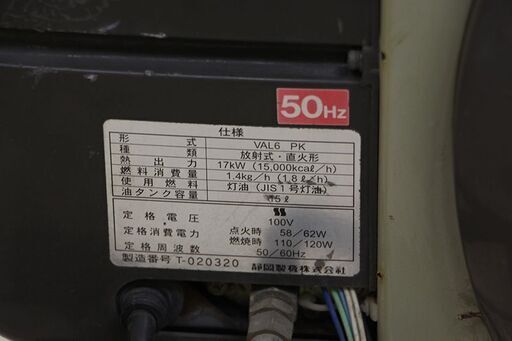 50Hz
仕様
形式 VAL6 PK
種類 放射式・直火形
熱出力 17kW (15,000kcal/h)
燃料消費量 1.4kg/h (1.8ℓ/h)
使用燃料 灯油 (JIS1号灯油)
油タンク容量 15ℓ
定格電圧 100V
定格消費電力 点火時 58/62W
燃焼時 110/120W
定格周波数 50/60Hz
製造番号 T-020320 静岡製機株式会社